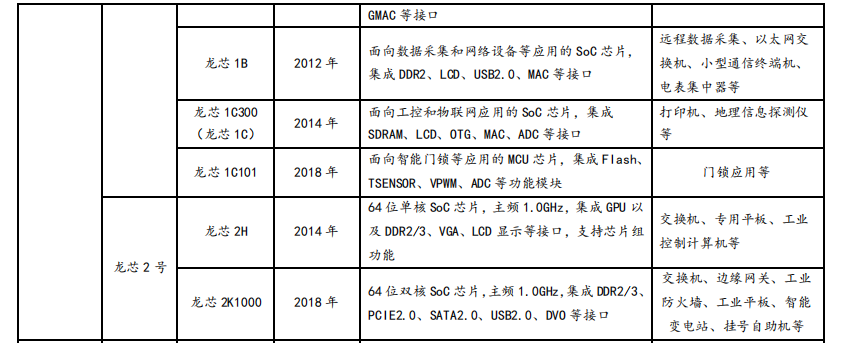 GMAC 等接口
龙芯 1B
2012 年
面向数据采集和网络设备等应用的 SoC 芯片,
集成 DDR2、LCD、USB2.0、MAC 等接口
远程数据采集、以太网交
换机、小型通信终端机、
电表集中器等
龙芯 1C300
(龙芯 1C)
2014 年
面向工控和物联网应用的 SoC 芯片, 集成
SDRAM、LCD、OTG、MAC、ADC 等接口
打印机、地理信息探测仪
等
龙芯 1C101
2018 年
面向智能门锁等应用的 MCU 芯片, 集成 Flash、
TSENSOR、VPWM、ADC 等功能模块
门锁应用等
龙芯 2 号
龙芯 2H
2014 年
64 位单核 SoC 芯片, 主频 1.0GHz, 集成 GPU 以
及 DDR2/3、VGA、LCD 显示等接口, 支持芯片组
功能
交换机、专用平板、工业
控制计算机等
龙芯 2K1000
2018 年
64 位双核 SoC 芯片,主频 1.0GHz,集成 DDR2/3、
PCIE2.0、SATA2.0、USB2.0、DVO 等接口
交换机、边缘网关、工业
防火墙、工业平板、智能
变电站、挂号自助机等